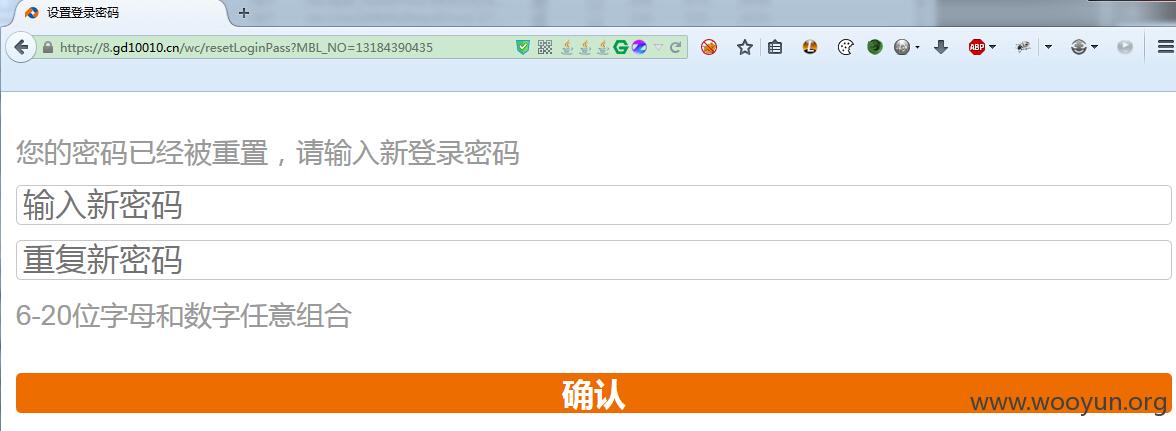 设置登录密码
https://8.gd10010.cn/wc/resetLoginPass?MBL_NO=13184390435
ABP
您的密码已经被重置，请输入新登录密码
输入新密码
重复新密码
6-20位字母和数字任意组合
确认
www.wooyun.org